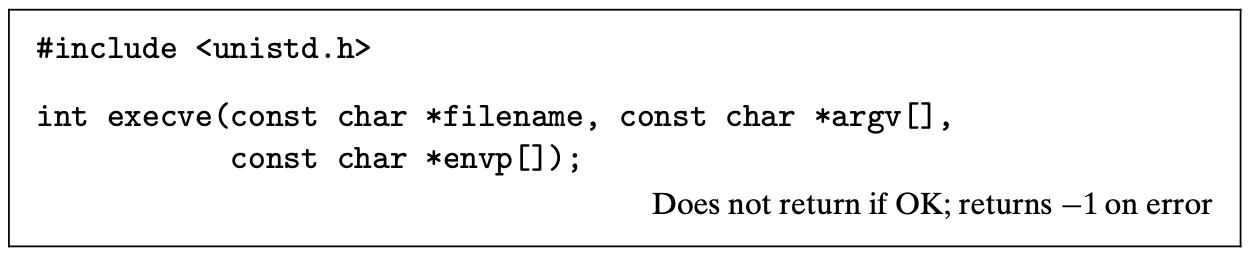 #include <unistd.h>
int execve(const char *filename, const char *argv[],
const char *envp[]);
Does not return if OK; returns −1 on error